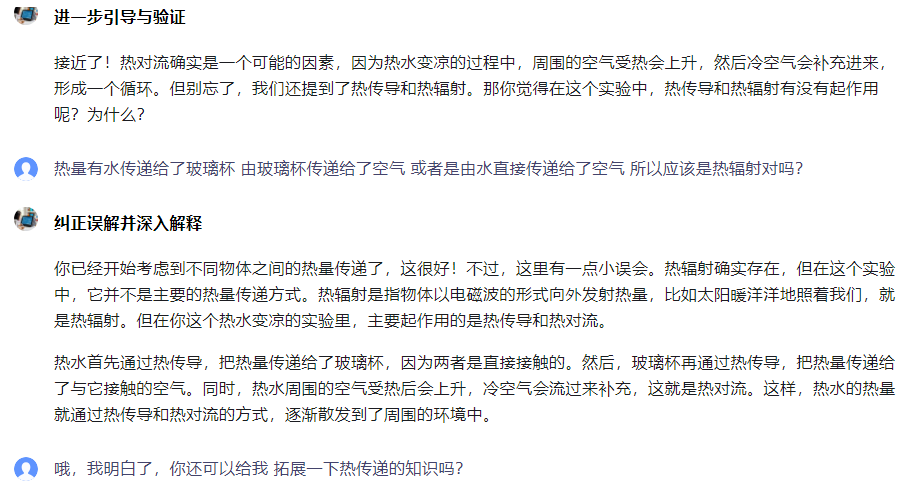 进一步引导与验证
接近了！热对流确实是一个可能的因素，因为热水变凉的过程中，周围的空气受热会上升，然后冷空气会补充进来，
形成一个循环。但别忘了，我们还提到了热传导和热辐射。那你觉得在这个实验中，热传导和热辐射有没有起作用
呢？为什么？
热量有水传递给了玻璃杯 由玻璃杯传递给了空气 或者是由水直接传递给了空气 所以应该是热辐射对吗？
纠正误解并深入解释
你已经开始考虑到不同物体之间的热量传递了，这很好！不过，这里有一点小误会。热辐射确实存在，但在这个实验
中，它并不是主要的热量传递方式。热辐射是指物体以电磁波的形式向外发射热量，比如太阳暖洋洋地照着我们，就
是热辐射。但在你这个热水变凉的实验里，主要起作用的是热传导和热对流。
热水首先通过热传导，把热量传递给了玻璃杯，因为两者是直接接触的。然后，玻璃杯再通过热传导，把热量传递给
了与它接触的空气。同时，热水周围的空气受热后会上升，冷空气会流过来补充，这就是热对流。这样，热水的热量
就通过热传导和热对流的方式，逐渐散发到了周围的环境中。
哦，我明白了，你还可以给我 拓展一下热传递的知识吗？